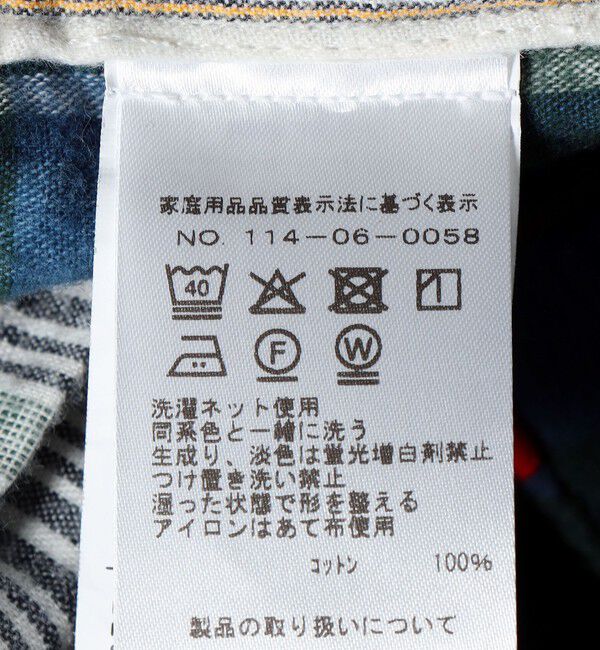 家庭用品品質表示法に基づく表示
NO. 114-06-0058
40
F
W
洗濯ネット使用
同系色と一緒に洗う
生成り、淡色は蛍光増白剤禁止
つけ置き洗い禁止
湿った状態で形を整える
アイロンはあて布使用
コットン 100%
製品の取り扱いについて